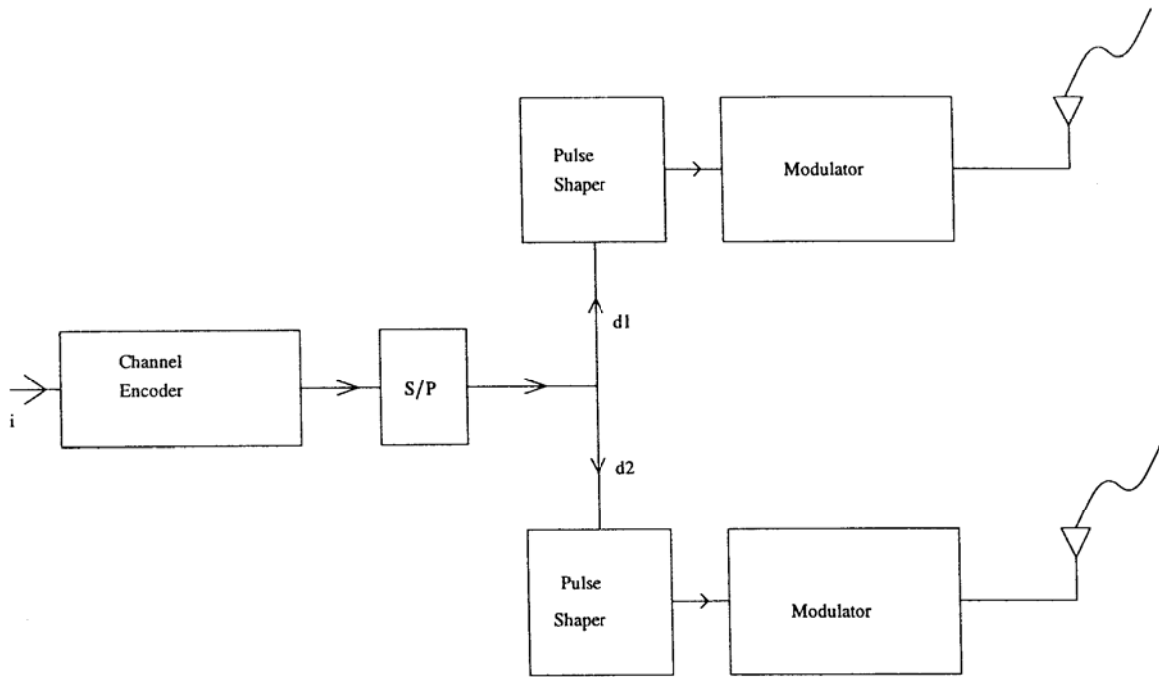 Pulse
Shaper
Modulator
d1
Channel
Encoder
S/P
i
d2
Pulse
Shaper
Modulator